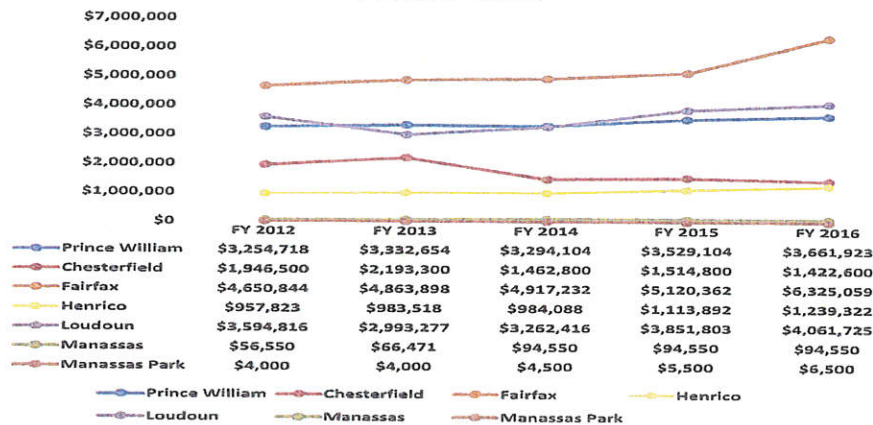 $7,000,000
$6,000,000
$5,000,000
$4,000,000
$3,000,000
$2,000,000
$1,000,000
$0
FY 2012 FY 2013 FY 2014 FY 2015 FY 2016
Prince William $3,254,718 $3,332,654 $3,294,104 $3,529,104 $3,661,923
Chesterfield $1,946,500 $2,193,300 $1,462,800 $1,514,800 $1,422,600
Fairfax $4,650,844 $4,863,898 $4,917,232 $5,120,362 $6,325,059
Henrico $957,823 $983,518 $984,088 $1,113,892 $1,239,322
Loudoun $3,594,816 $2,993,277 $3,262,416 $3,851,803 $4,061,725
Manassas $56,550 $66,471 $94,550 $94,550 $94,550
Manassas Park $4,000 $4,000 $4,500 $5,500 $6,500
Prince William Chesterfield Fairfax Henrico
Loudoun Manassas Manassas Park